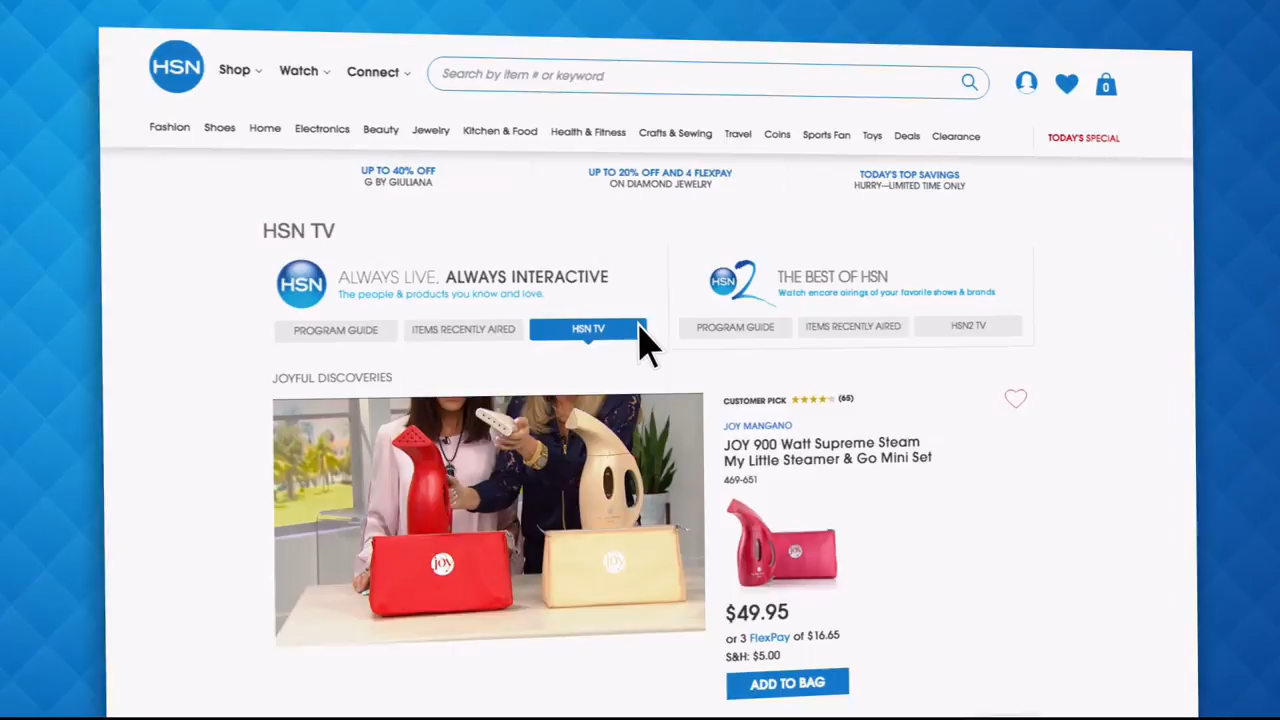 HSN
Shop
Watch
Connect
Search by item # or keyword
0
Fashion
Shoes
Home
Electronics
Beauty
Jewelry
Kitchen & Food
Health & Fitness
Crafts & Sewing
Travel
Coins
Sports Fan
Toys
Deals
Clearance
TODAY'S SPECIAL
UP TO 40% OFF
G BY GIULIANA
UP TO 20% OFF AND 4 FLEXPAY
ON DIAMOND JEWELRY
TODAY'S TOP SAVINGS
HURRY—LIMITED TIME ONLY
HSN TV
HSN
ALWAYS LIVE, ALWAYS INTERACTIVE
The people & products you know and love.
PROGRAM GUIDE
ITEMS RECENTLY AIRED
HSN TV
HSN 2
THE BEST OF HSN
Watch encore airings of your favorite shows & brands.
PROGRAM GUIDE
ITEMS RECENTLY AIRED
HSN2 TV
JOYFUL DISCOVERIES
joy
joy
CUSTOMER PICK
(65)
JOY MANGANO
JOY 900 Watt Supreme Steam
My Little Steamer & Go Mini Set
469-651
joy
$49.95
or 3 FlexPay of $16.65
S&H: $5.00
ADD TO BAG